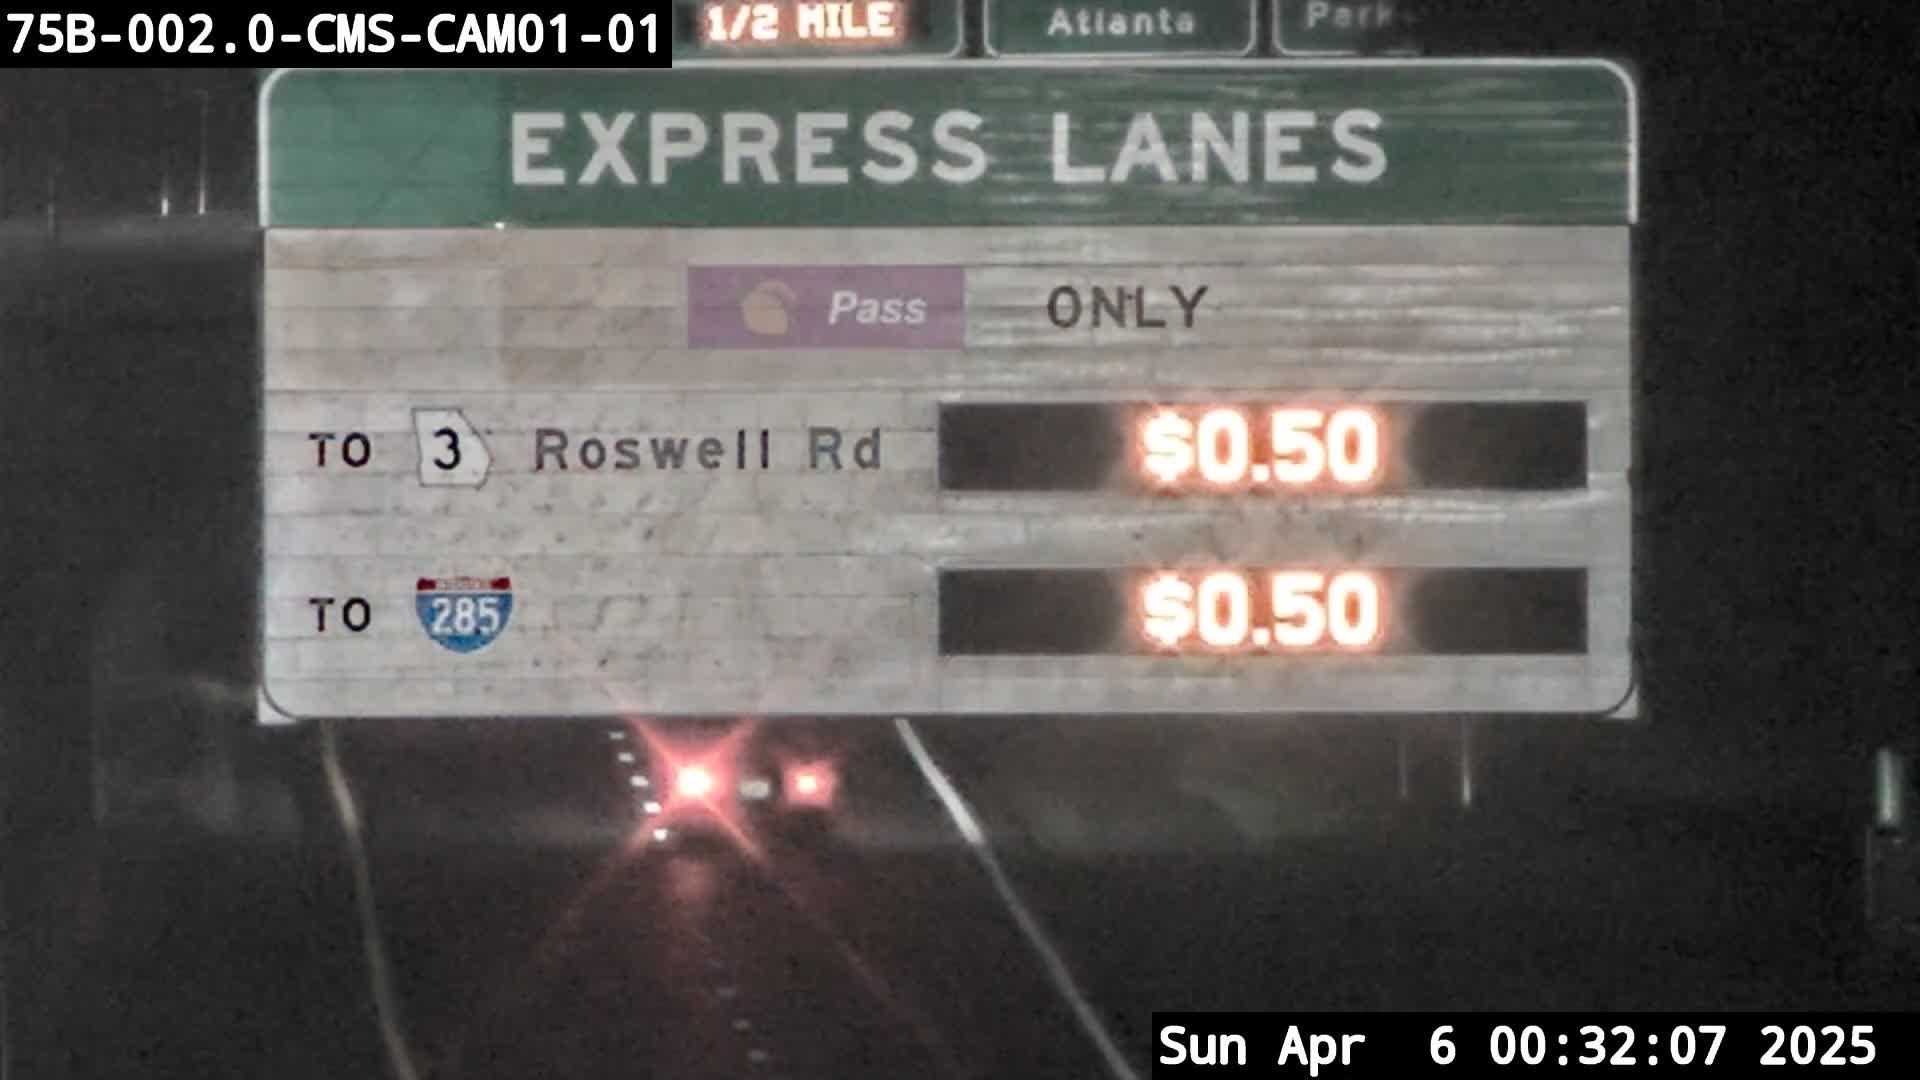 75B-002.0-CMS-CAM01-01
1/2 MILE
Atlanta
EXPRESS LANES
Pass ONLY
TO 3 Roswell Rd $0.50
TO 285 $0.50
Sun Apr 6 00:32:07 2025